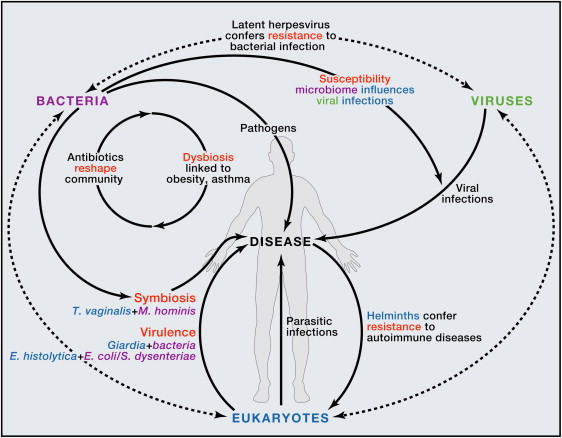 Latent herpesvirus
confers resistance to
bacterial infection
BACTERIA
Susceptibility
microbiome influences
viral infections
VIRUSES
Pathogens
Antibiotics
reshape
community
Dysbiosis
linked to
obesity, asthma
Viral
infections
DISEASE
Symbiosis
T. vaginalis+M. hominis
Virulence
Giardia+bacteria
E. histolytica+E. coli/S. dysenteriae
Parasitic
infections
Helminths confer
resistance to
autoimmune diseases
EUKARYOTES